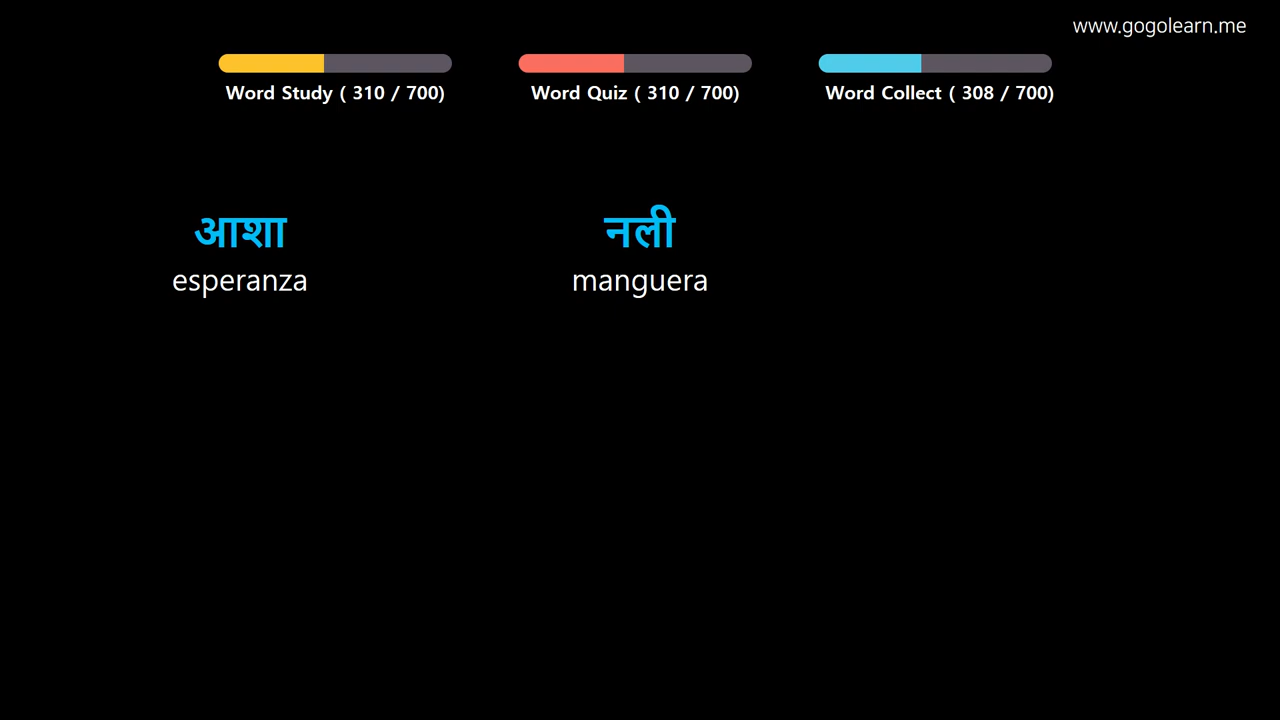 www.gogolearn.me
Word Study ( 310 / 700)
Word Quiz ( 310 / 700)
Word Collect ( 308 / 700)
आशा
esperanza
नली
manguera